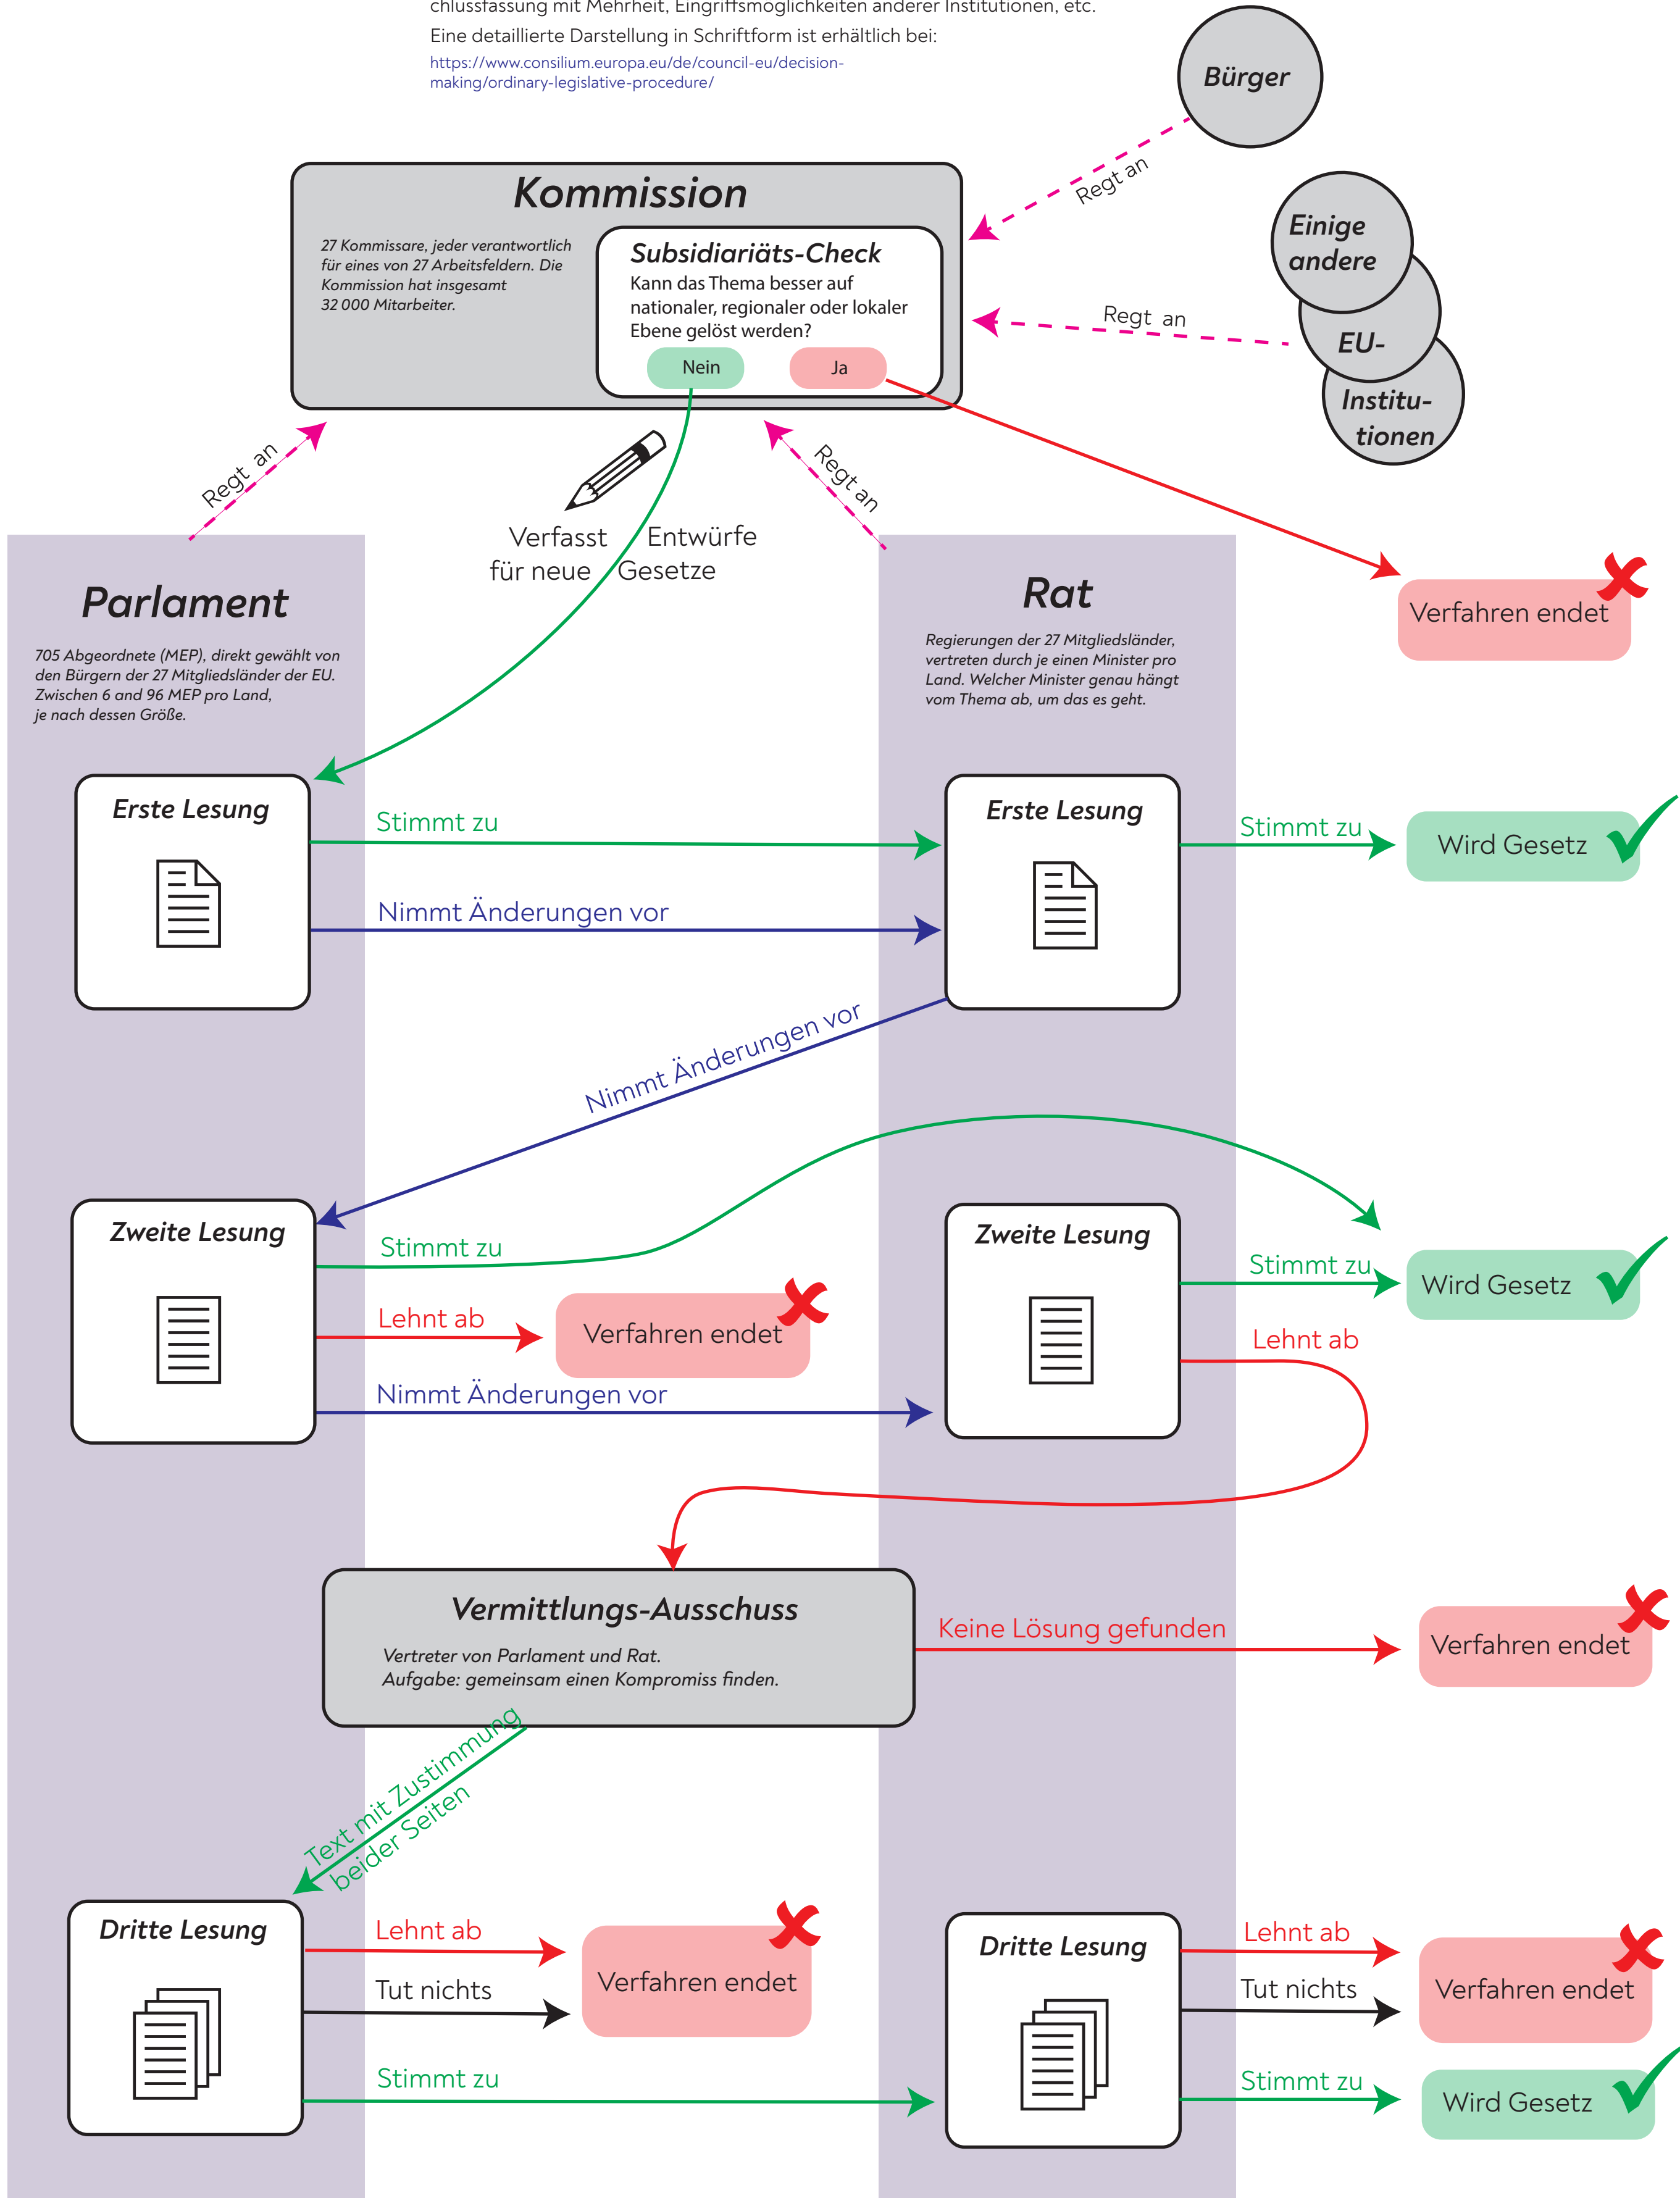 chlussfassung mit Mehrheit, Eingriffsmöglichkeiten anderer Institutionen, etc.
Eine detaillierte Darstellung in Schriftform ist erhältlich bei:
https://www.consilium.europa.eu/de/council-eu/decision-
making/ordinary-legislative-procedure/
Bürger
Regt an
Einige
andere
EU-
Institu-
tionen
Regt an
Kommission
27 Kommissare, jeder verantwortlich
für eines von 27 Arbeitsfeldern. Die
Kommission hat insgesamt
32 000 Mitarbeiter.
Subsidiariäts-Check
Kann das Thema besser auf
nationaler, regionaler oder lokaler
Ebene gelöst werden?
Nein
Ja
Regt an
Regt an
Verfasst Entwürfe
für neue Gesetze
Verfahren endet
Parlament
705 Abgeordnete (MEP), direkt gewählt von
den Bürgern der 27 Mitgliedsländer der EU.
Zwischen 6 and 96 MEP pro Land,
je nach dessen Größe.
Rat
Regierungen der 27 Mitgliedsländer,
vertreten durch je einen Minister pro
Land. Welcher Minister genau hängt
vom Thema ab, um das es geht.
Erste Lesung
Stimmt zu
Nimmt Änderungen vor
Erste Lesung
Stimmt zu
Wird Gesetz
Nimmt Änderungen vor
Zweite Lesung
Stimmt zu
Lehnt ab
Verfahren endet
Nimmt Änderungen vor
Zweite Lesung
Stimmt zu
Wird Gesetz
Lehnt ab
Vermittlungs-Ausschuss
Vertreter von Parlament und Rat.
Aufgabe: gemeinsam einen Kompromiss finden.
Keine Lösung gefunden
Verfahren endet
Text mit Zustimmung
beider Seiten
Dritte Lesung
Lehnt ab
Tut nichts
Verfahren endet
Stimmt zu
Dritte Lesung
Lehnt ab
Tut nichts
Verfahren endet
Stimmt zu
Wird Gesetz